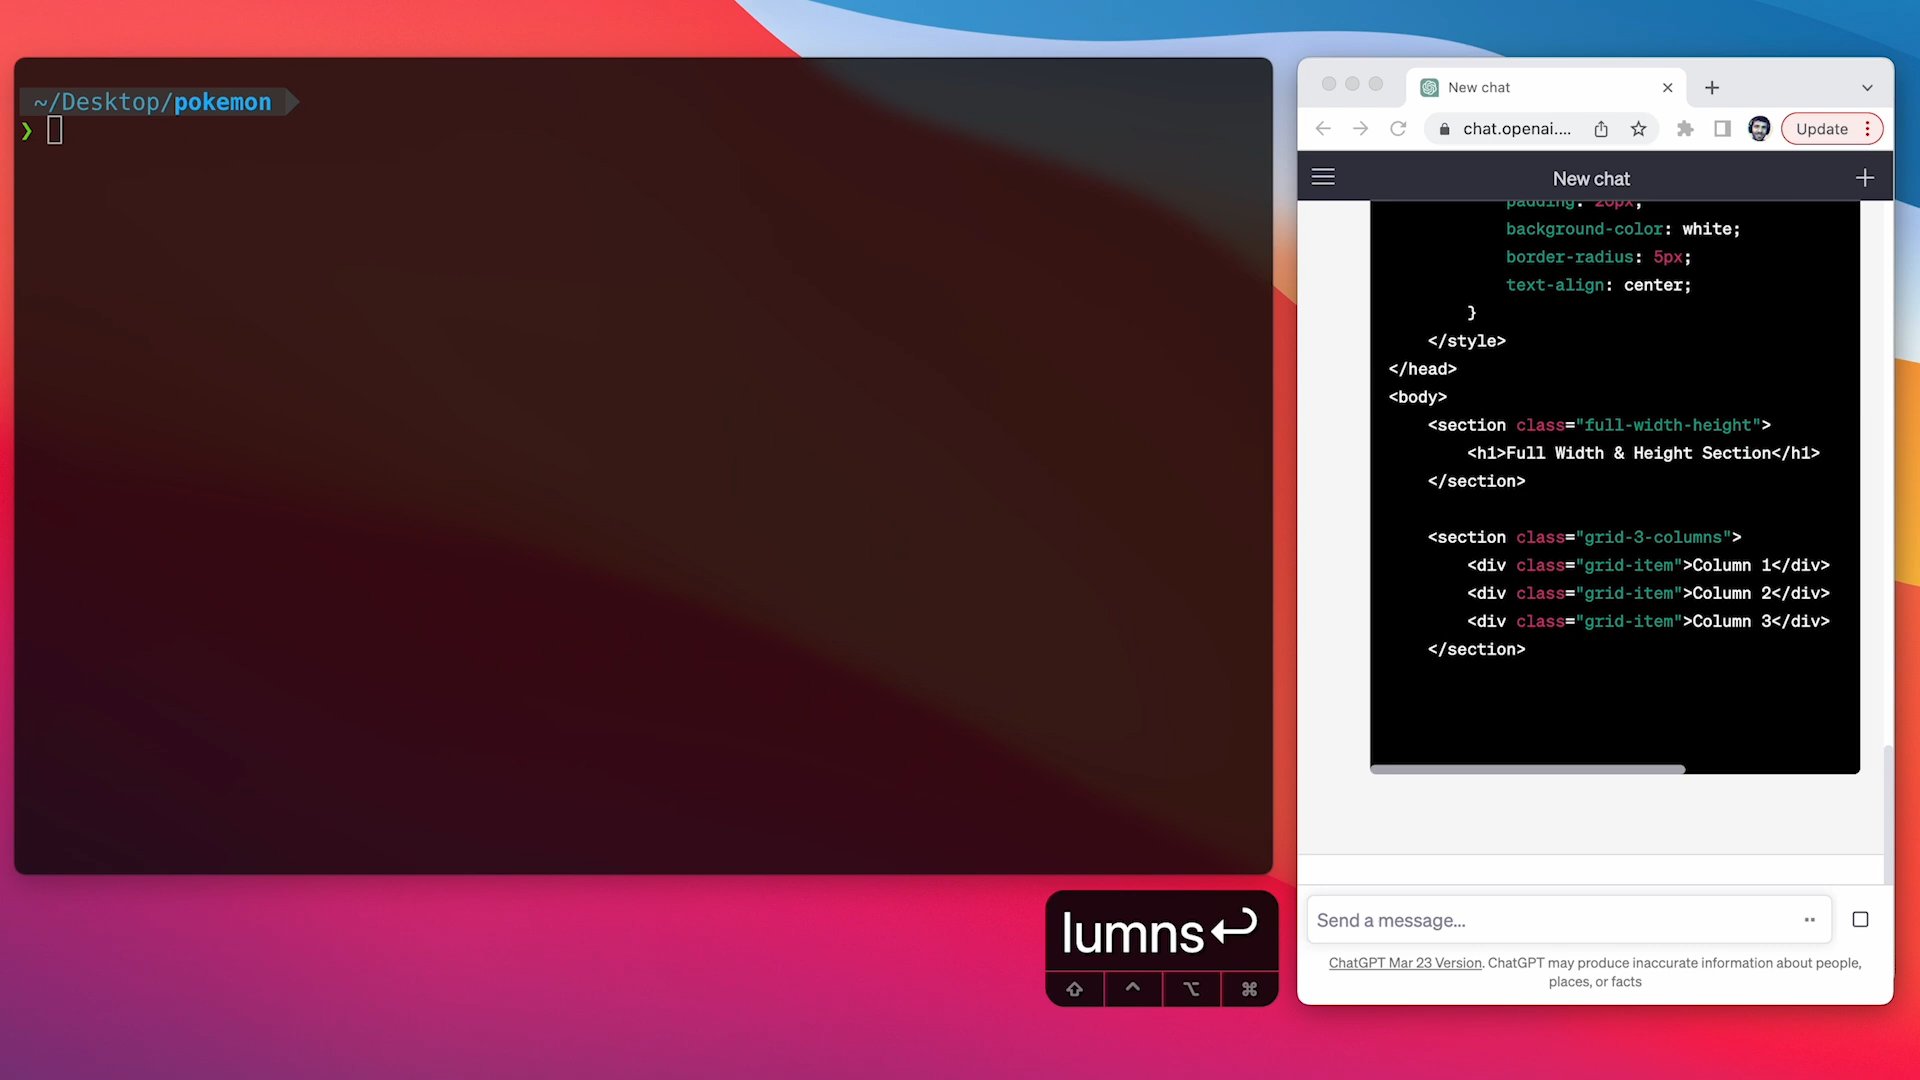 ~/Desktop/pokemon
❯
New chat
chat.openai....
Update
New chat
padding: 20px;
background-color: white;
border-radius: 5px;
text-align: center;
}
</style>
</head>
<body>
<section class="full-width-height">
<h1>Full Width & Height Section</h1>
</section>
<section class="grid-3-columns">
<div class="grid-item">Column 1</div>
<div class="grid-item">Column 2</div>
<div class="grid-item">Column 3</div>
</section>
Send a message...
ChatGPT Mar 23 Version. ChatGPT may produce inaccurate information about people,
places, or facts
lumns↩
⇧ ⌃ ⌥ ⌘